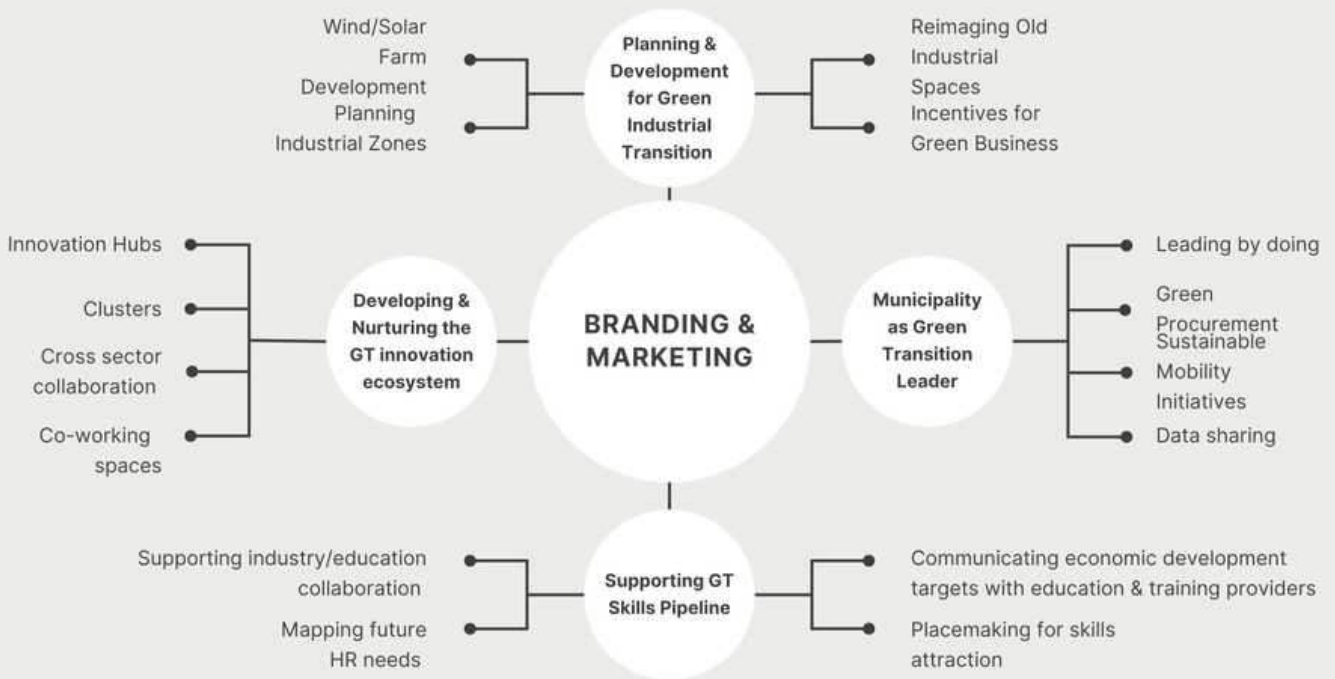 Wind/Solar
Farm
Development
Planning
Industrial Zones
Planning &
Development
for Green
Industrial
Transition
Reimaging Old
Industrial
Spaces
Incentives for
Green Business
Innovation Hubs
Clusters
Cross sector
collaboration
Co-working
spaces
Developing &
Nurturing the
GT innovation
ecosystem
BRANDING &
MARKETING
Municipality
as Green
Transition
Leader
Leading by doing
Green
Procurement
Sustainable
Mobility
Initiatives
Data sharing
Supporting industry/education
collaboration
Mapping future
HR needs
Supporting GT
Skills Pipeline
Communicating economic development
targets with education & training providers
Placemaking for skills
attraction